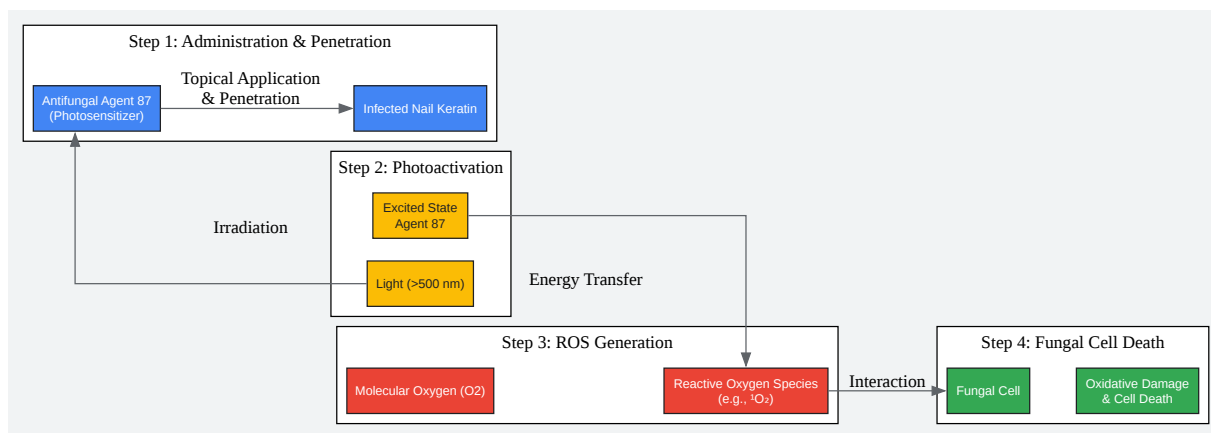 Step 1: Administration & Penetration
Antifungal Agent 87
(Photosensitizer)
Topical Application
& Penetration
Infected Nail Keratin
Step 2: Photoactivation
Excited State
Agent 87
Irradiation
Light (>500 nm)
Energy Transfer
Step 3: ROS Generation
Molecular Oxygen (O2)
Reactive Oxygen Species
(e.g., ¹O₂)
Interaction
Step 4: Fungal Cell Death
Fungal Cell
Oxidative Damage
& Cell Death